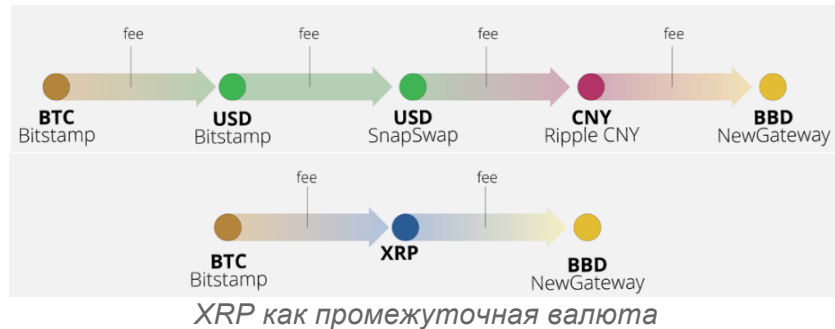 fee fee fee fee
BTC USD USD CNY BBD
Bitstamp Bitstamp SnapSwap Ripple CNY NewGateway
fee fee
BTC XRP BBD
Bitstamp NewGateway
XRP как промежуточная валюта